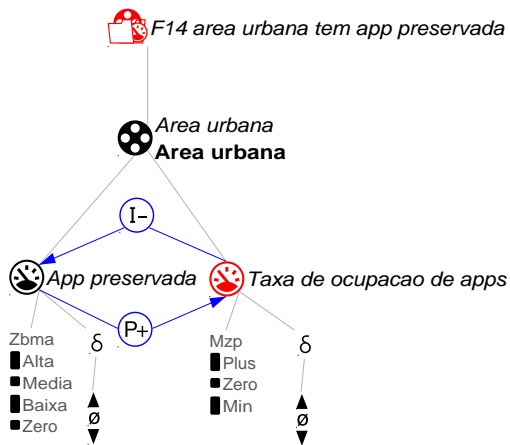 F14 area urbana tem app preservada
Area urbana
Area urbana
I-
App preservada
Taxa de ocupacao de apps
P+
Zbma
δ
Alta
Media
Baixa
Zero
ø
Mzp
δ
Plus
Zero
Min
ø